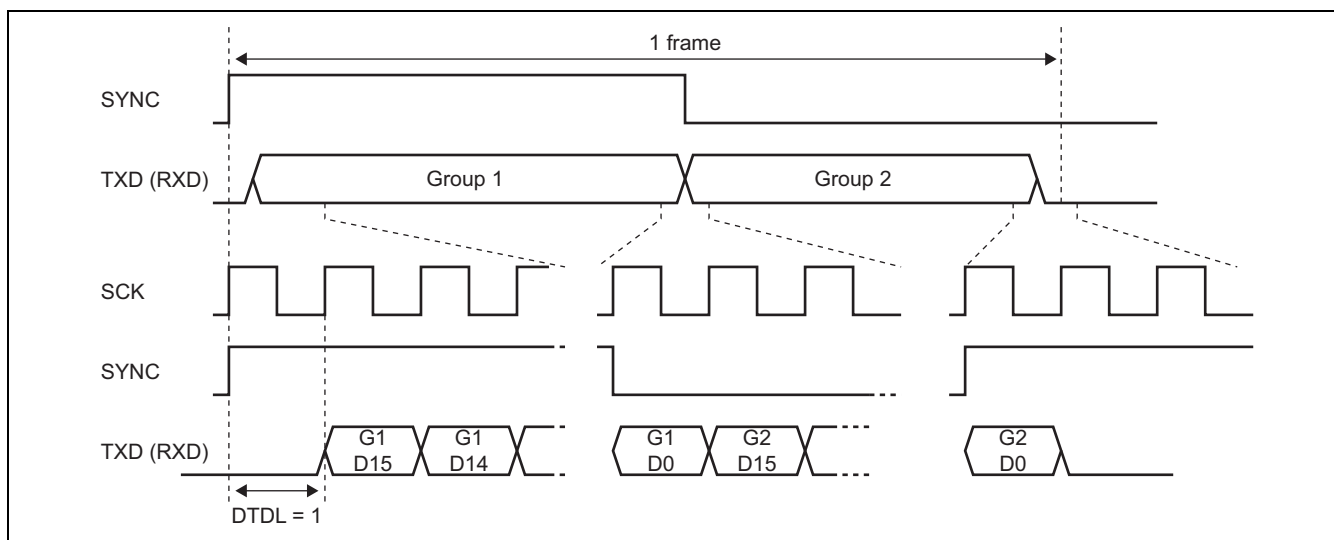 1 frame
SYNC
TXD (RXD)
Group 1
Group 2
SCK
SYNC
TXD (RXD)
G1
D15
G1
D14
G1
D0
G2
D15
G2
D0
DTDL = 1